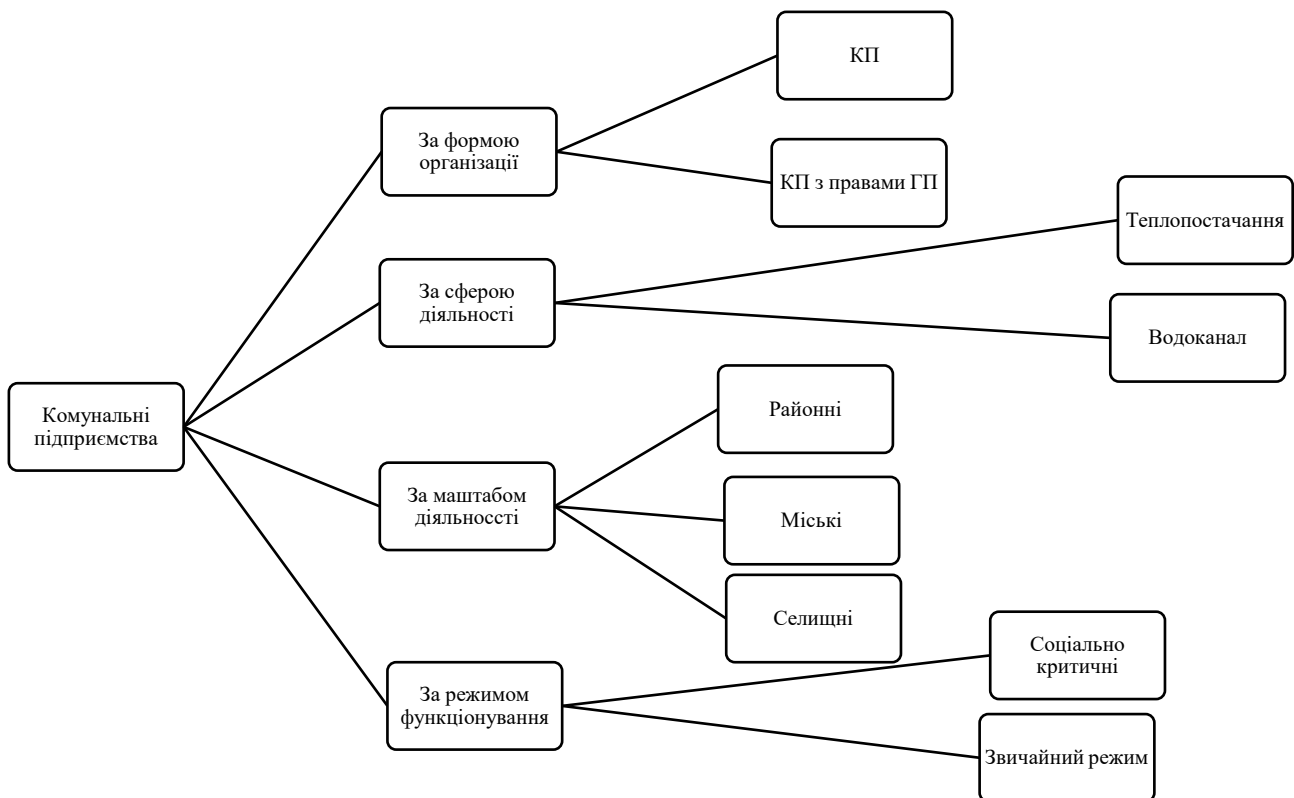 Комунальні
підприємства
За формою
організації
КП
КП з правами ГП
За сферою
діяльності
Теплопостачання
Водоканал
За маштабом
діяльноссті
Районні
Міські
Селищні
За режимом
функціонування
Соціально
критичні
Звичайний режим